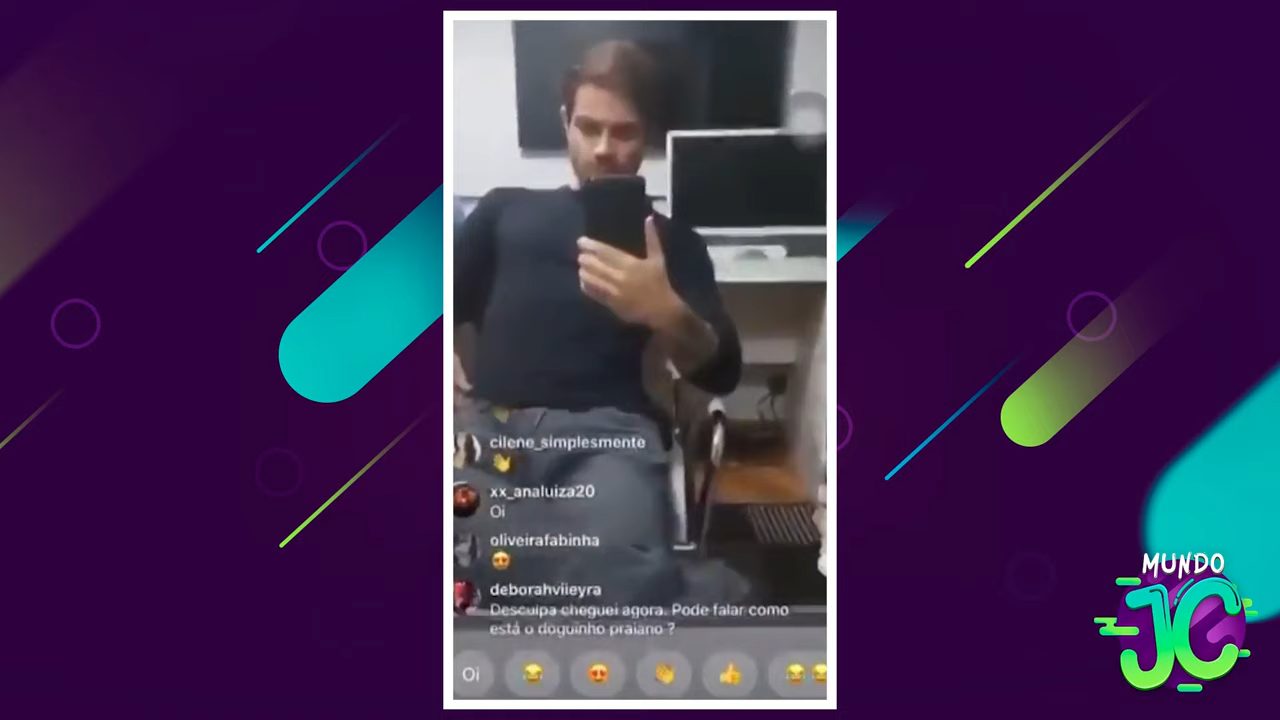 cilene_simplesmente
👋
xx_analuiza20
Oi
oliveirafabinha
😍
deborahviieyra
Desculpa cheguei agora. Pode falar como
está o doguinho praiano ?
Oi 😂 😍 👏 👍 😂😂
MUNDO
JC